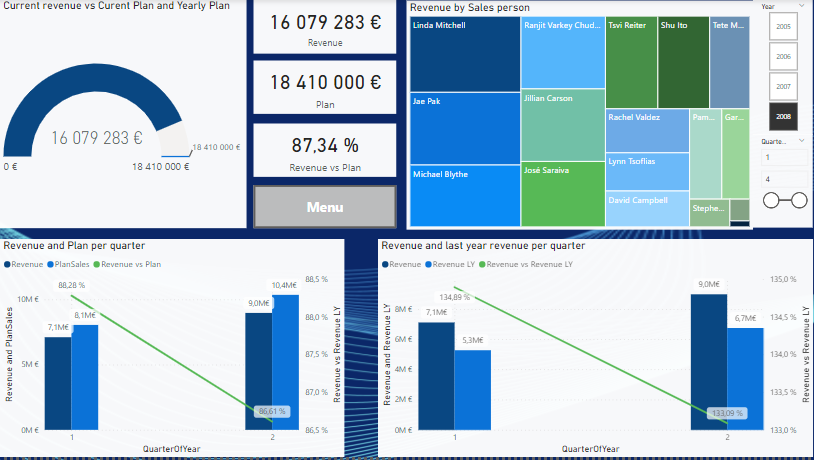 Current revenue vs Curent Plan and Yearly Plan
16 079 283 €
18 410 000 €
0 €
18 410 000 €
16 079 283 €
Revenue
18 410 000 €
Plan
87,34 %
Revenue vs Plan
Menu
Revenue by Sales person
Linda Mitchell
Jae Pak
Michael Blythe
Ranjit Varkey Chud...
Jillian Carson
José Saraiva
Tsvi Reiter
Shu Ito
Tete M...
Rachel Valdez
Lynn Tsoflias
David Campbell
Pam...
Gar...
Stephe...
Year
2005
2006
2007
2008
Quarte...
1
4
Revenue and Plan per quarter
Revenue PlanSales Revenue vs Plan
Revenue and PlanSales
10M €
5M €
0M €
88,28 %
7,1M€
8,1M€
9,0M€
10,4M€
86,61 %
88,5 %
88,0 %
87,5 %
87,0 %
86,5 %
Revenue vs Revenue LY
1
2
QuarterOfYear
Revenue and last year revenue per quarter
Revenue Revenue LY Revenue vs Revenue LY
Revenue and Revenue LY
8M €
6M €
4M €
2M €
0M €
134,89 %
7,1M€
5,3M€
9,0M€
6,7M€
133,09 %
135,0 %
134,5 %
134,0 %
133,5 %
133,0 %
Revenue vs Revenue LY
1
2
QuarterOfYear